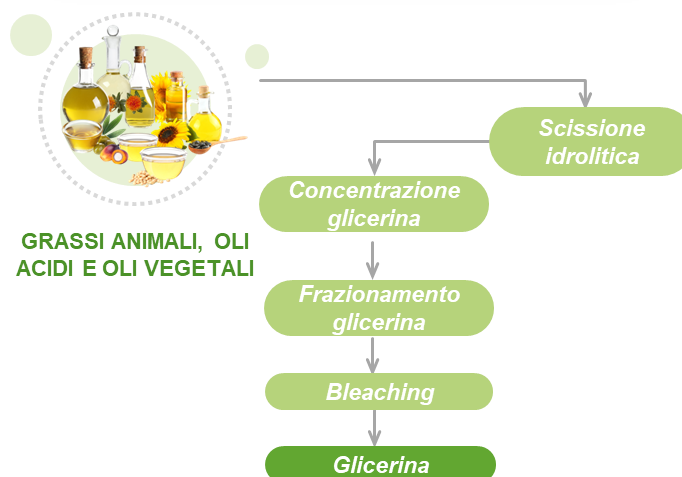 Scissione
idrolitica
Concentrazione
glicerina
GRASSI ANIMALI, OLI
ACIDI E OLI VEGETALI
Frazionamento
glicerina
Bleaching
Glicerina